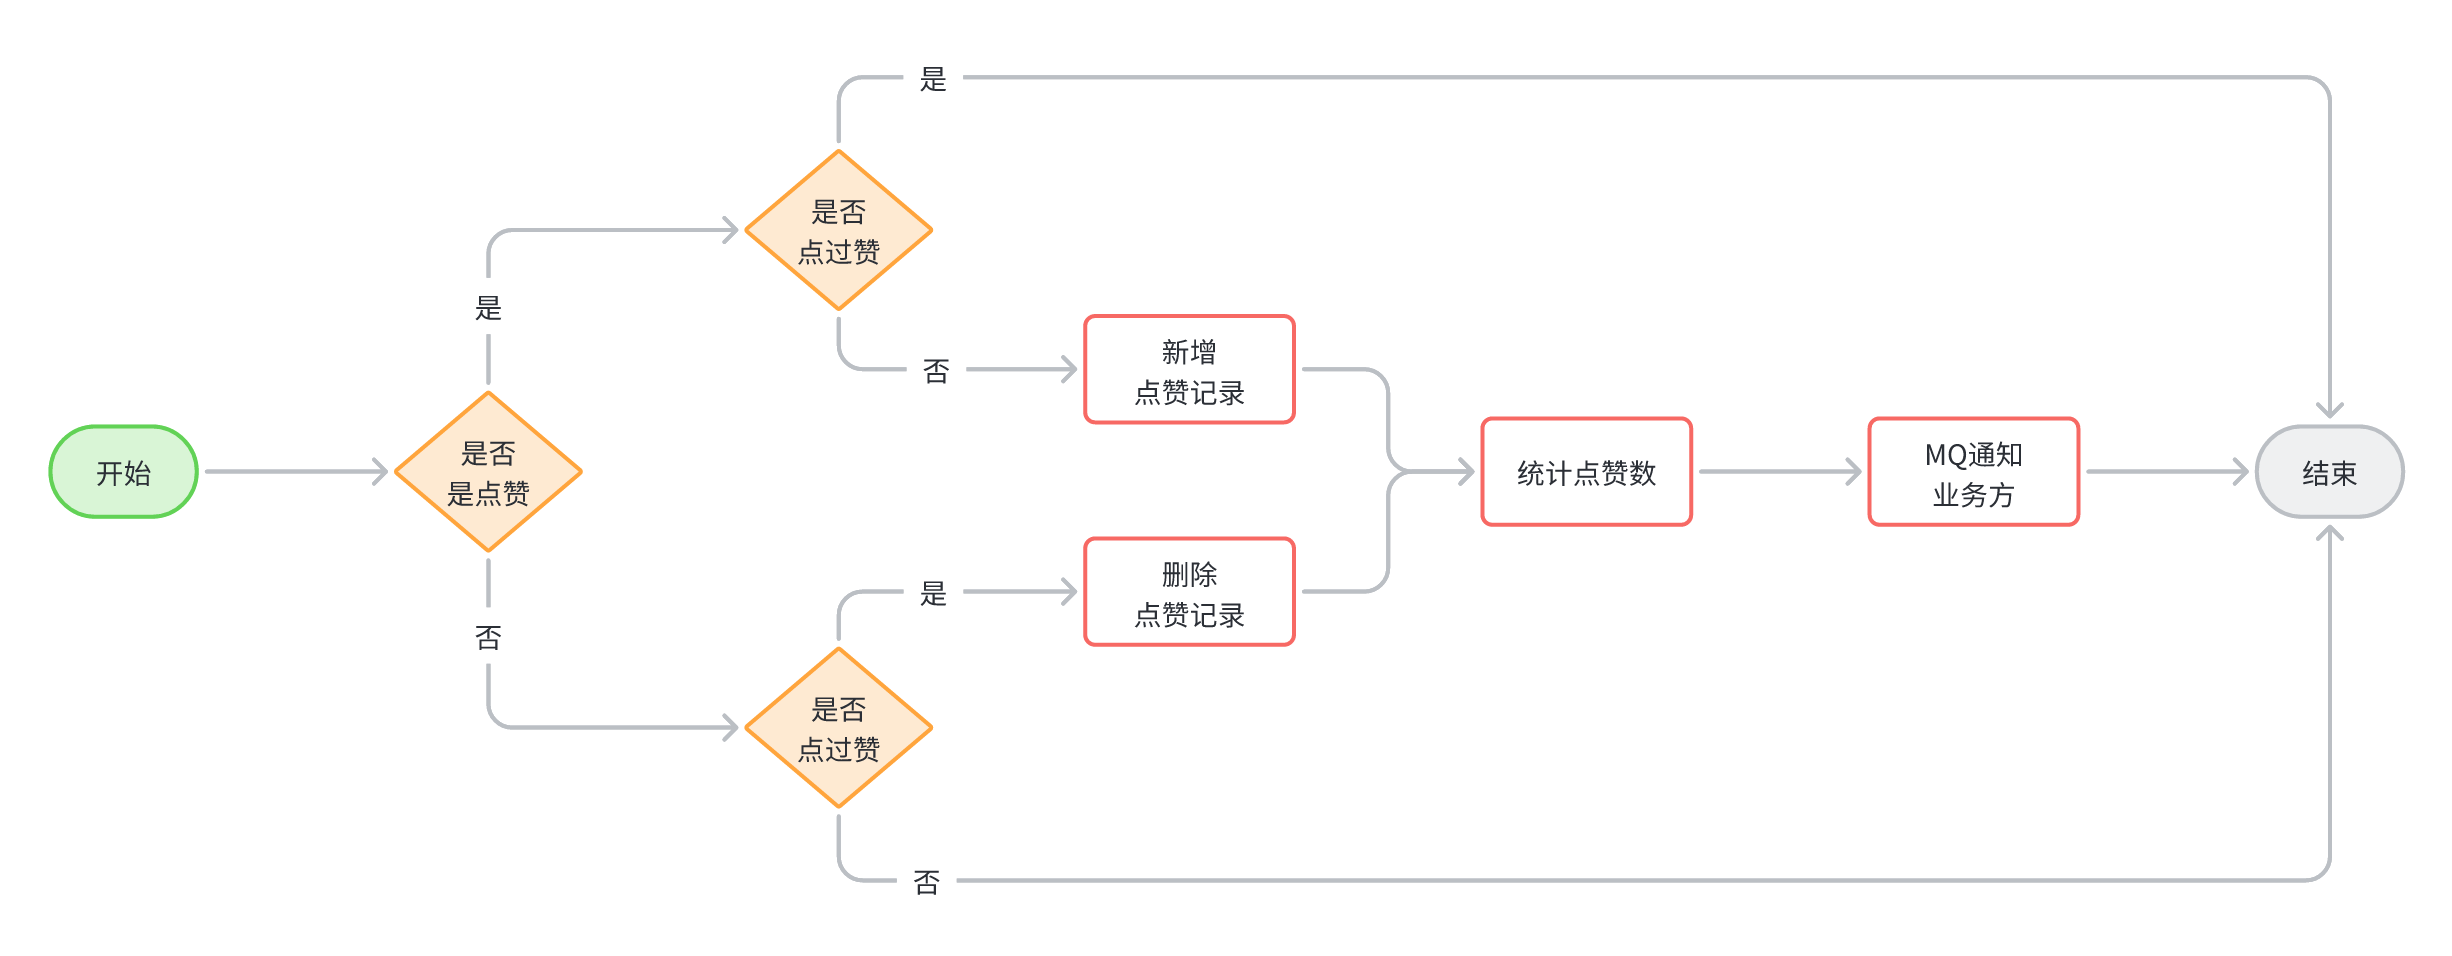 开始
是否
是点赞
是
否
是否
点过赞
是
否
新增
点赞记录
是否
点过赞
是
否
删除
点赞记录
统计点赞数
MQ通知
业务方
结束